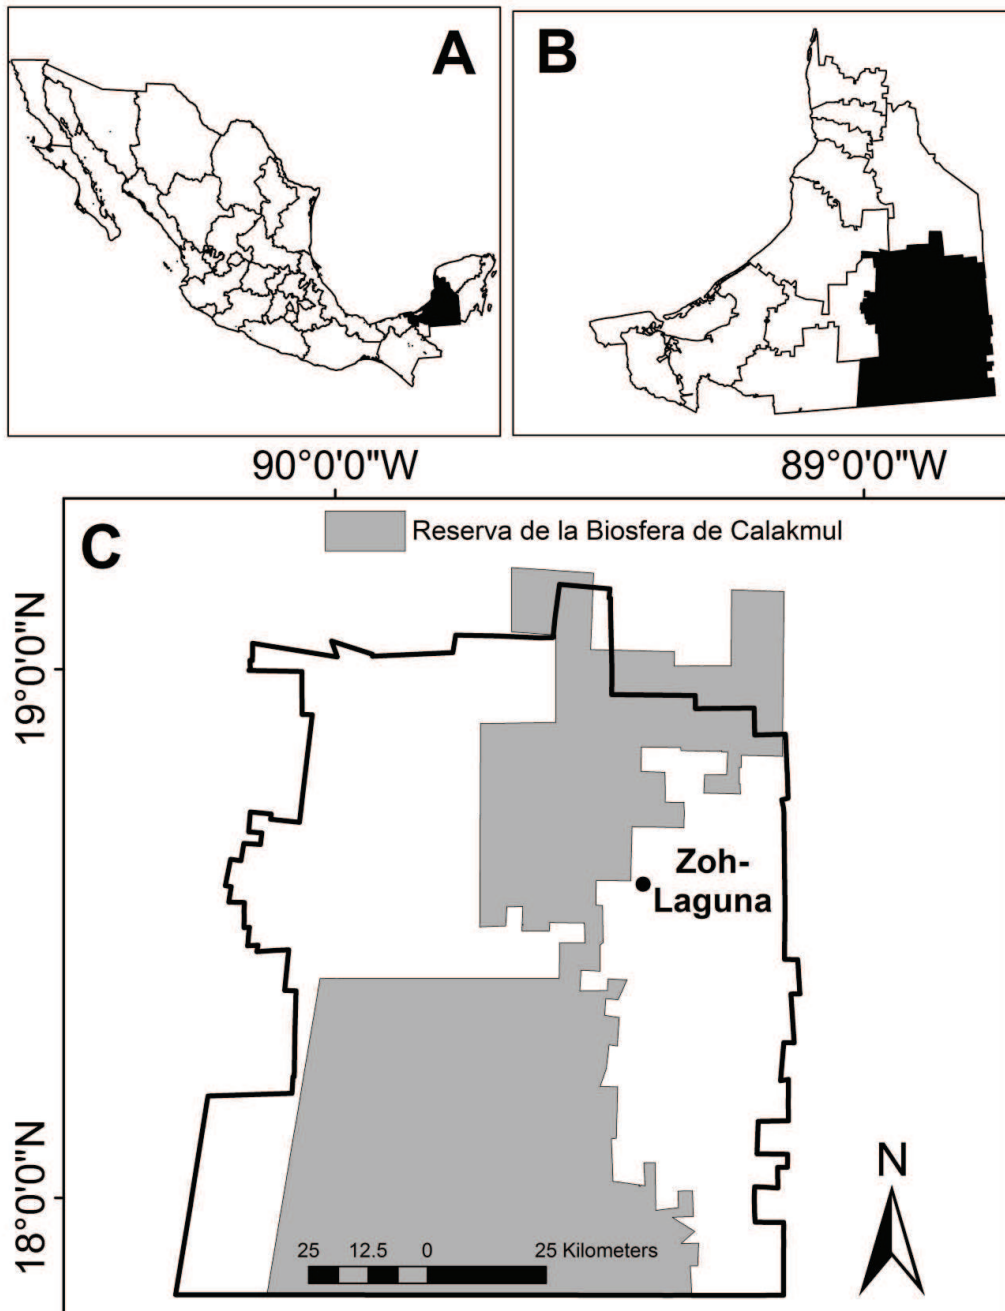 A
B
90°0'0"W
89°0'0"W
C
Reserva de la Biosfera de Calakmul
19°0'0"N
Zoh-
Laguna
18°0'0"N
N
25 12.5 0 25 Kilometers